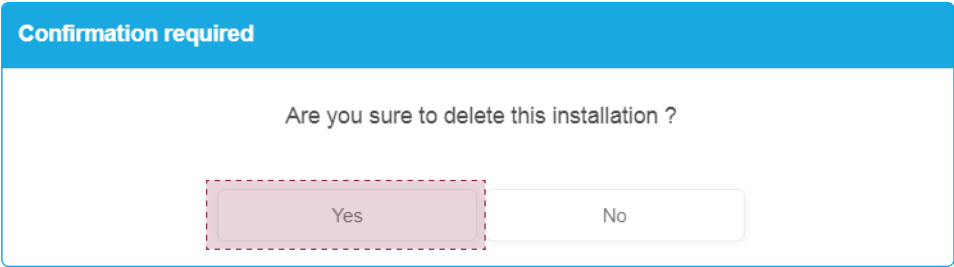 Confirmation required
Are you sure to delete this installation ?
Yes No